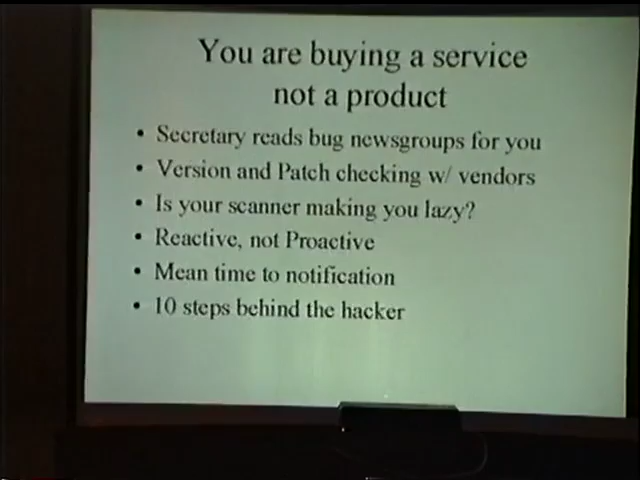 You are buying a service
not a product
• Secretary reads bug newsgroups for you
• Version and Patch checking w/ vendors
• Is your scanner making you lazy?
• Reactive, not Proactive
• Mean time to notification
• 10 steps behind the hacker